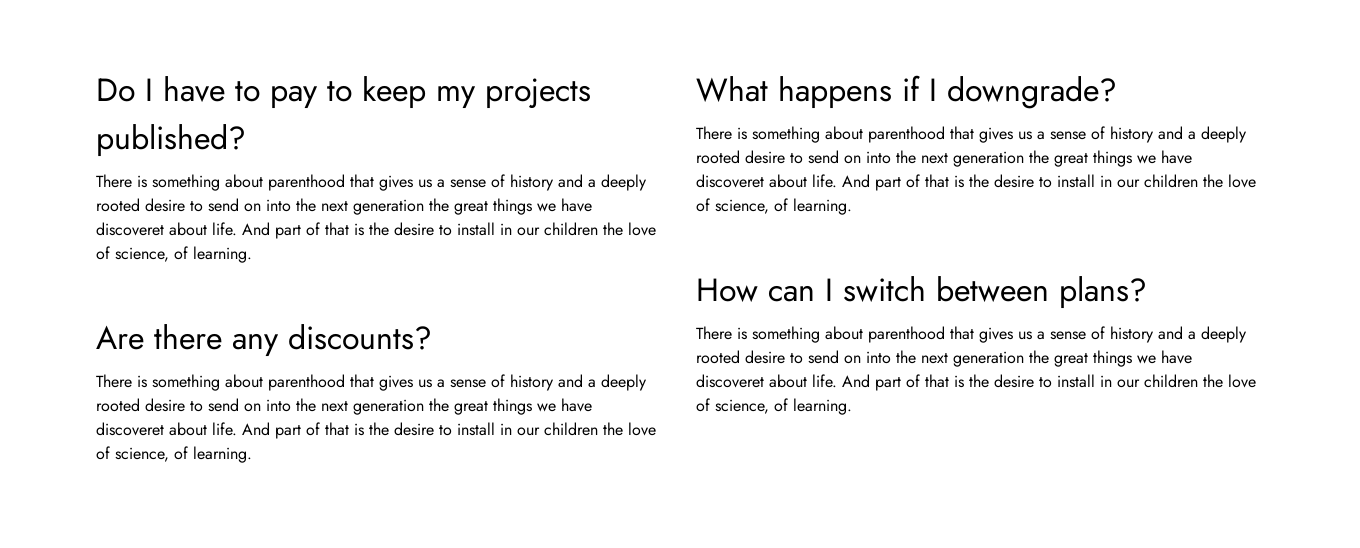 Do I have to pay to keep my projects
published?
There is something about parenthood that gives us a sense of history and a deeply
rooted desire to send on into the next generation the great things we have
discoveret about life. And part of that is the desire to install in our children the love
of science, of learning.
Are there any discounts?
There is something about parenthood that gives us a sense of history and a deeply
rooted desire to send on into the next generation the great things we have
discoveret about life. And part of that is the desire to install in our children the love
of science, of learning.
What happens if I downgrade?
There is something about parenthood that gives us a sense of history and a deeply
rooted desire to send on into the next generation the great things we have
discoveret about life. And part of that is the desire to install in our children the love
of science, of learning.
How can I switch between plans?
There is something about parenthood that gives us a sense of history and a deeply
rooted desire to send on into the next generation the great things we have
discoveret about life. And part of that is the desire to install in our children the love
of science, of learning.